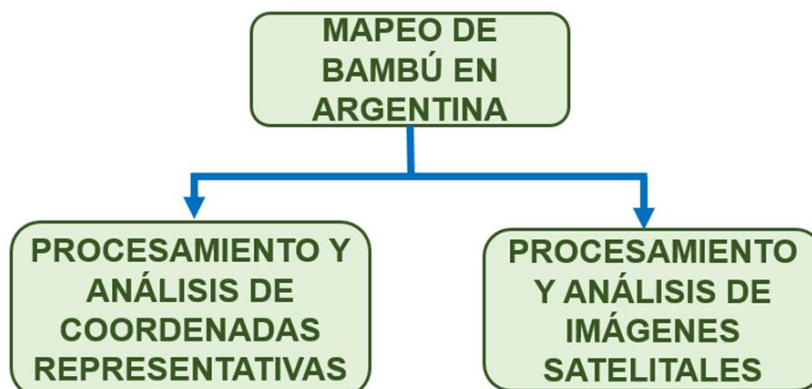 MAPEO DE
BAMBÚ EN
ARGENTINA
PROCESAMIENTO Y
ANÁLISIS DE
COORDENADAS
REPRESENTATIVAS
PROCESAMIENTO
Y ANÁLISIS DE
IMÁGENES
SATELITALES